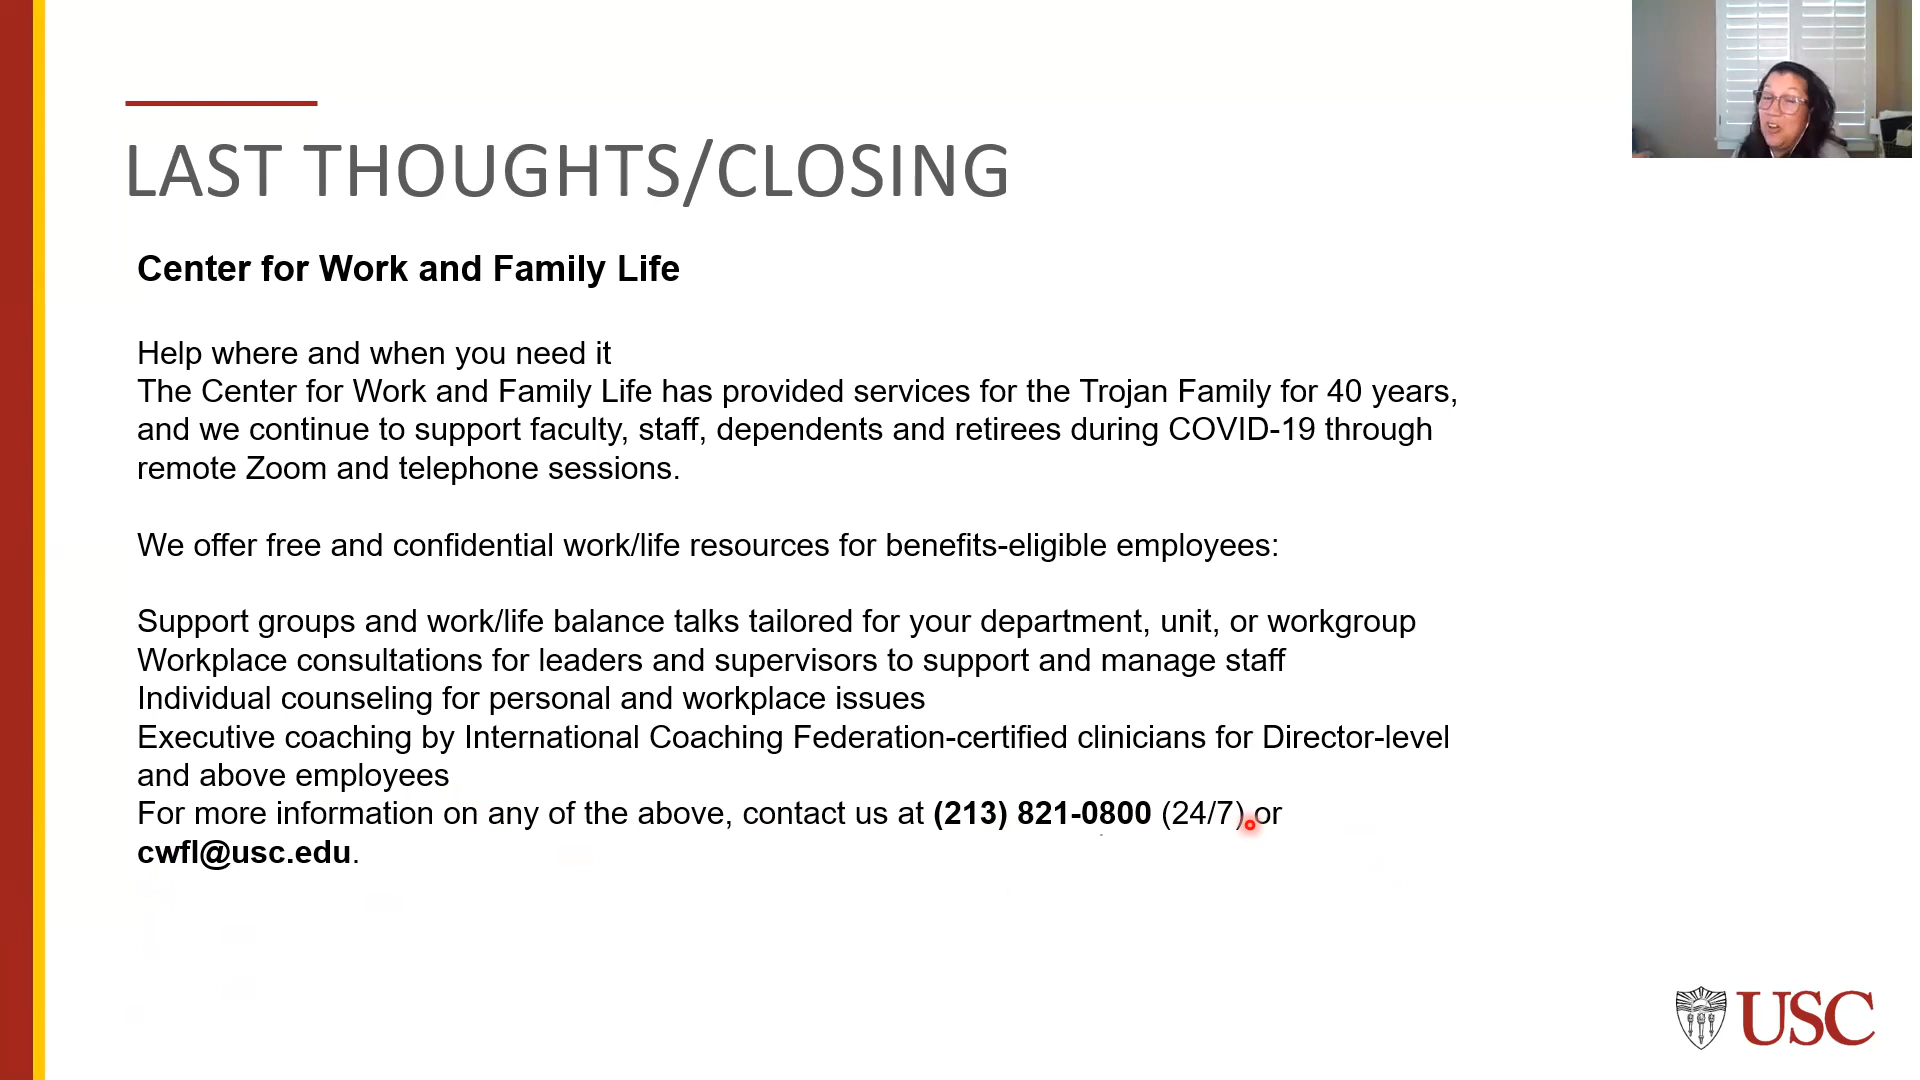 LAST THOUGHTS/CLOSING
Center for Work and Family Life
Help where and when you need it
The Center for Work and Family Life has provided services for the Trojan Family for 40 years,
and we continue to support faculty, staff, dependents and retirees during COVID-19 through
remote Zoom and telephone sessions.
We offer free and confidential work/life resources for benefits-eligible employees:
Support groups and work/life balance talks tailored for your department, unit, or workgroup
Workplace consultations for leaders and supervisors to support and manage staff
Individual counseling for personal and workplace issues
Executive coaching by International Coaching Federation-certified clinicians for Director-level
and above employees
For more information on any of the above, contact us at (213) 821-0800 (24/7) or
cwfl@usc.edu.
USC